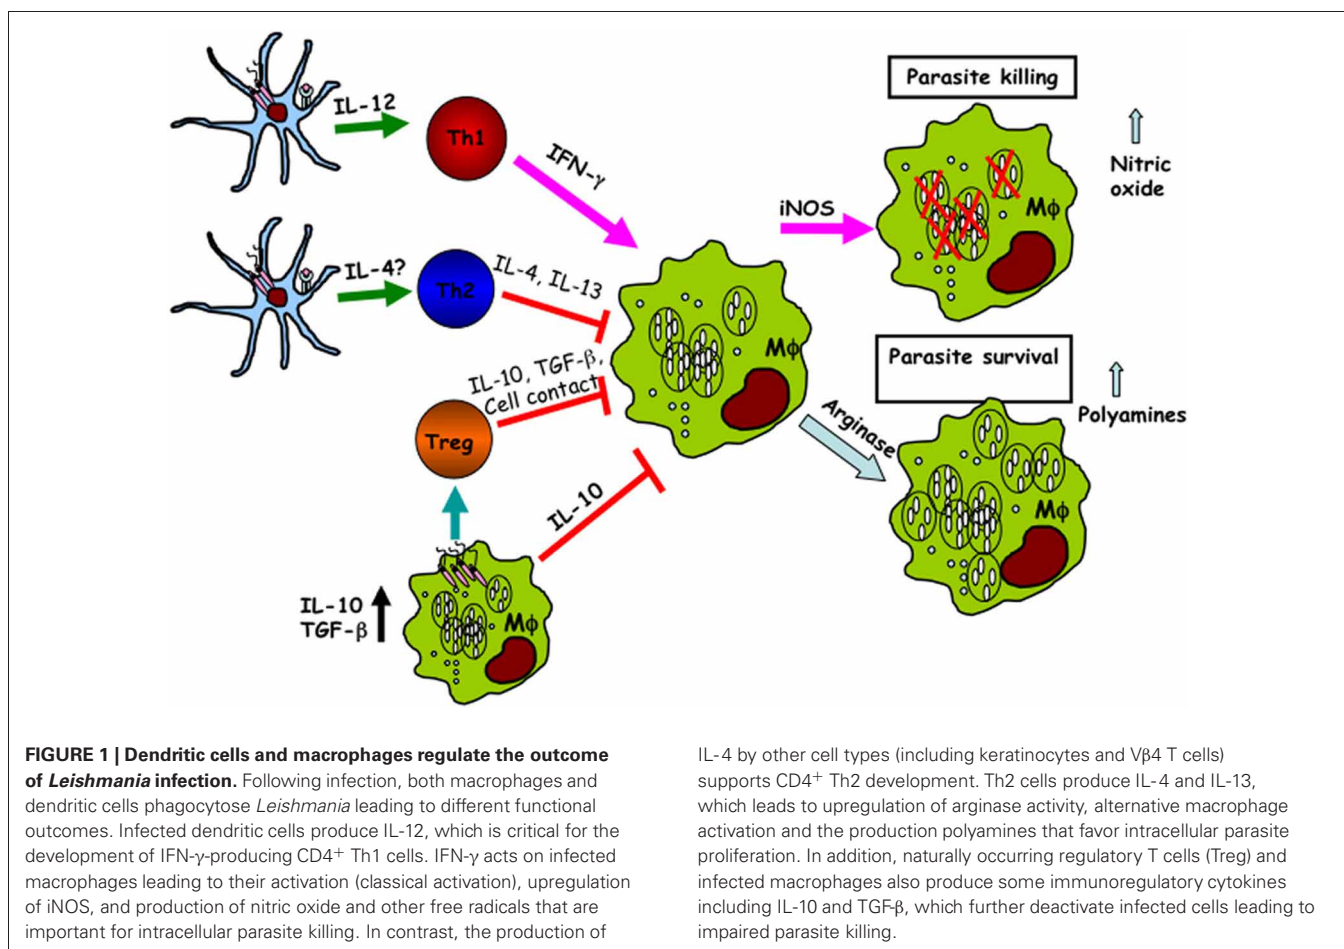 IL-12
Th1
IFN-γ
Parasite killing
Nitric
oxide
iNOS
Mϕ
IL-4?
Th2
IL-4, IL-13
Mϕ
Parasite survival
Polyamines
IL-10, TGF-β,
Cell contact
Treg
Arginase
Mϕ
IL-10
IL-10
TGF-β
Mϕ
FIGURE 1 | Dendritic cells and macrophages regulate the outcome
of Leishmania infection. Following infection, both macrophages and
dendritic cells phagocytose Leishmania leading to different functional
outcomes. Infected dendritic cells produce IL-12, which is critical for the
development of IFN-γ-producing CD4+ Th1 cells. IFN-γ acts on infected
macrophages leading to their activation (classical activation), upregulation
of iNOS, and production of nitric oxide and other free radicals that are
important for intracellular parasite killing. In contrast, the production of
IL-4 by other cell types (including keratinocytes and Vβ4 T cells)
supports CD4+ Th2 development. Th2 cells produce IL-4 and IL-13,
which leads to upregulation of arginase activity, alternative macrophage
activation and the production polyamines that favor intracellular parasite
proliferation. In addition, naturally occurring regulatory T cells (Treg) and
infected macrophages also produce some immunoregulatory cytokines
including IL-10 and TGF-β, which further deactivate infected cells leading to
impaired parasite killing.